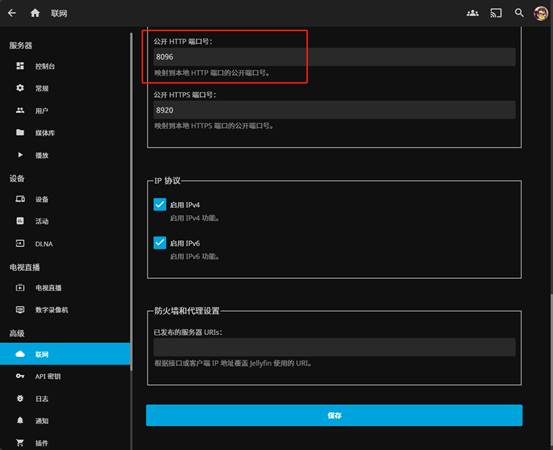 联网
服务器
控制台
常规
用户
媒体库
播放
设备
设备
活动
DLNA
电视直播
电视直播
数字录像机
高级
联网
API 密钥
日志
通知
插件
公开 HTTP 端口号:
8096
映射到本地 HTTP 端口的公开端口号。
公开 HTTPS 端口号:
8920
映射到本地 HTTPS 端口的公开端口号。
IP 协议
启用 IPv4
启用 IPv4 功能。
启用 IPv6
启用 IPv6 功能。
防火墙和代理设置
已发布的服务器 URIs:
根据接口或客户端 IP 地址覆盖 Jellyfin 使用的 URI。
保存